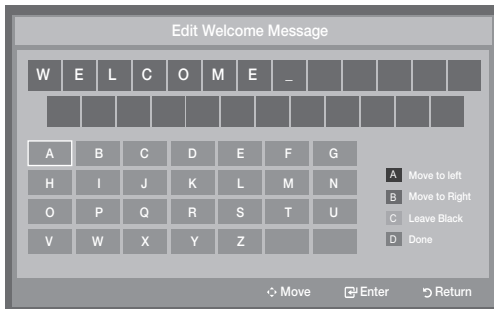 Edit Welcome Message
W E L C O M E _
A B C D E F G
H I J K L M N
O P Q R S T U
V W X Y Z
A Move to left
B Move to Right
C Leave Black
D Done
Move Enter Return